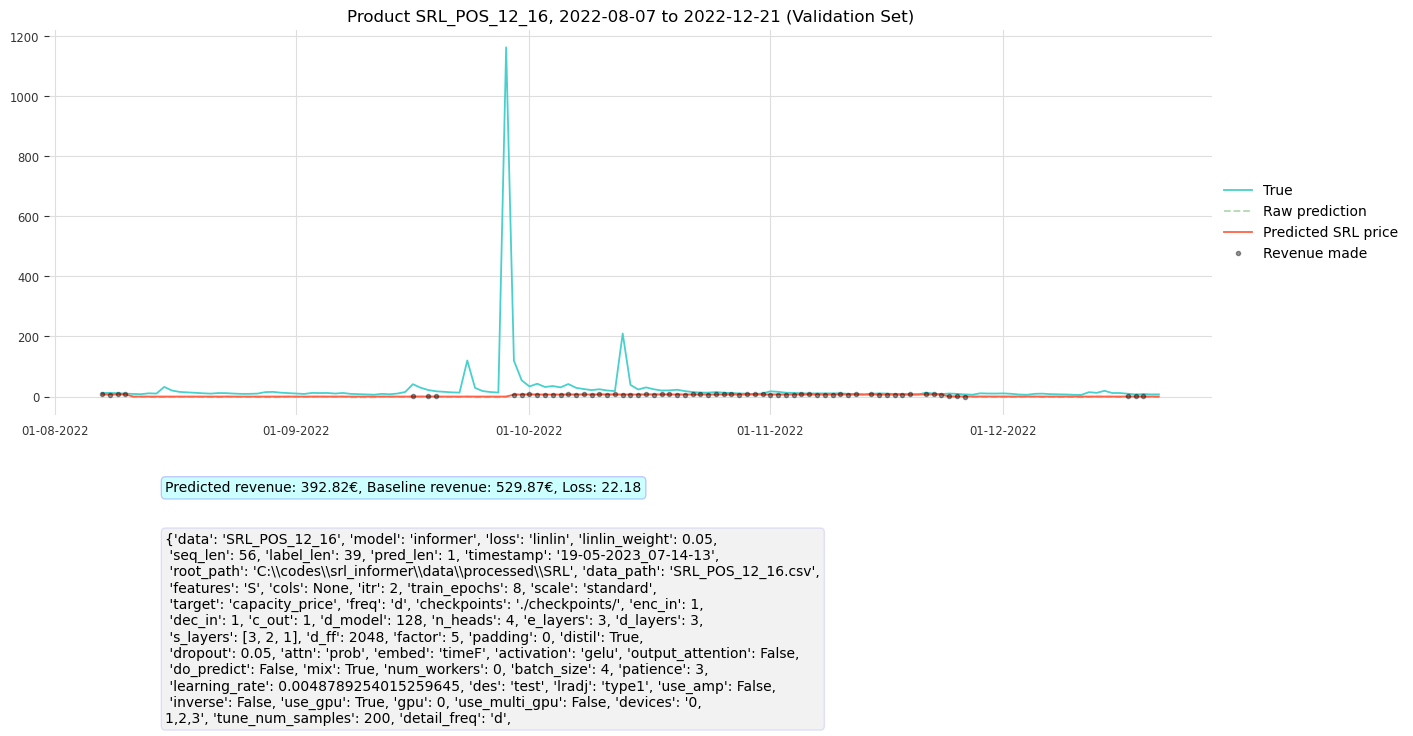 Product SRL_POS_12_16, 2022-08-07 to 2022-12-21 (Validation Set)
1200
1000
800
600
400
200
0
01-08-2022
01-09-2022
01-10-2022
01-11-2022
01-12-2022
True
Raw prediction
Predicted SRL price
Revenue made
Predicted revenue: 392.82€, Baseline revenue: 529.87€, Loss: 22.18
{'data': 'SRL_POS_12_16', 'model': 'informer', 'loss': 'linlin', 'linlin_weight': 0.05,
'seq_len': 56, 'label_len': 39, 'pred_len': 1, 'timestamp': '19-05-2023_07-14-13',
'root_path': 'C:\\codes\\srl_informer\\data\\processed\\SRL', 'data_path': 'SRL_POS_12_16.csv',
'features': 'S', 'cols': None, 'itr': 2, 'train_epochs': 8, 'scale': 'standard',
'target': 'capacity_price', 'freq': 'd', 'checkpoints': './checkpoints/', 'enc_in': 1,
'dec_in': 1, 'c_out': 1, 'd_model': 128, 'n_heads': 4, 'e_layers': 3, 'd_layers': 3,
's_layers': [3, 2, 1], 'd_ff': 2048, 'factor': 5, 'padding': 0, 'distil': True,
'dropout': 0.05, 'attn': 'prob', 'embed': 'timeF', 'activation': 'gelu', 'output_attention': False,
'do_predict': False, 'mix': True, 'num_workers': 0, 'batch_size': 4, 'patience': 3,
'learning_rate': 0.0048789254015259645, 'des': 'test', 'lradj': 'type1', 'use_amp': False,
'inverse': False, 'use_gpu': True, 'gpu': 0, 'use_multi_gpu': False, 'devices': '0,
1,2,3', 'tune_num_samples': 200, 'detail_freq': 'd',